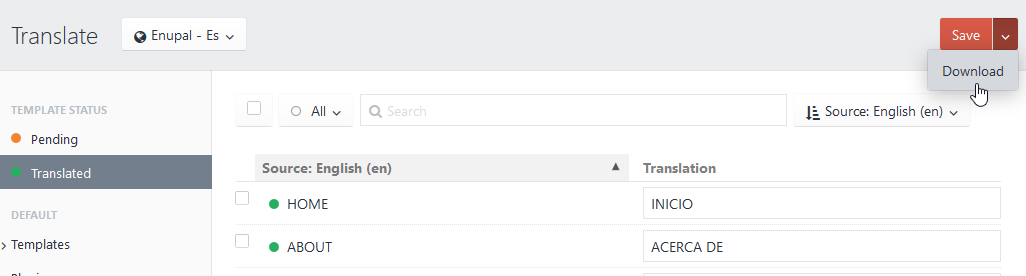 Translate
Enupal - Es
Save
Download
TEMPLATE STATUS
Pending
Translated
DEFAULT
Templates
All
Search
Source: English (en)
Source: English (en)
Translation
HOME
INICIO
ABOUT
ACERCA DE